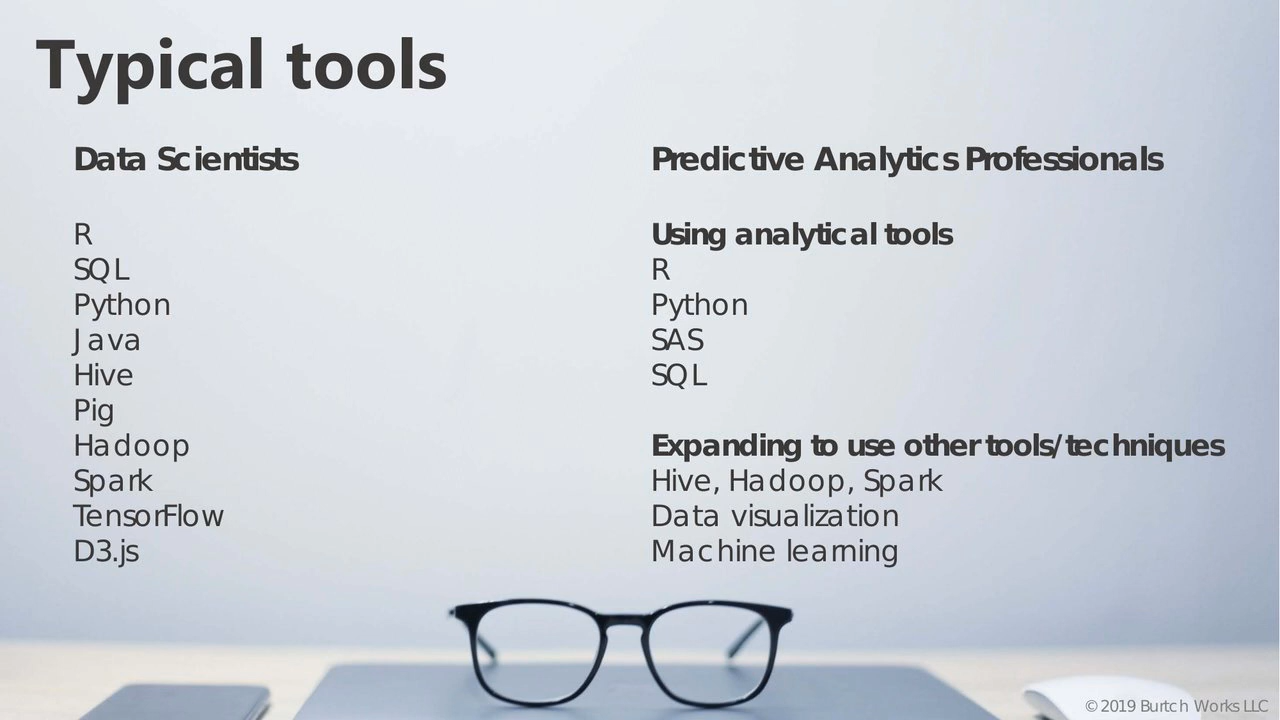 Typical tools
Data Scientists
R
SQL
Python
Java
Hive
Pig
Hadoop
Spark
TensorFlow
D3.js
Predictive Analytics Professionals
Using analytical tools
R
Python
SAS
SQL
Expanding to use other tools/techniques
Hive, Hadoop, Spark
Data visualization
Machine learning
© 2019 Burtch Works LLC